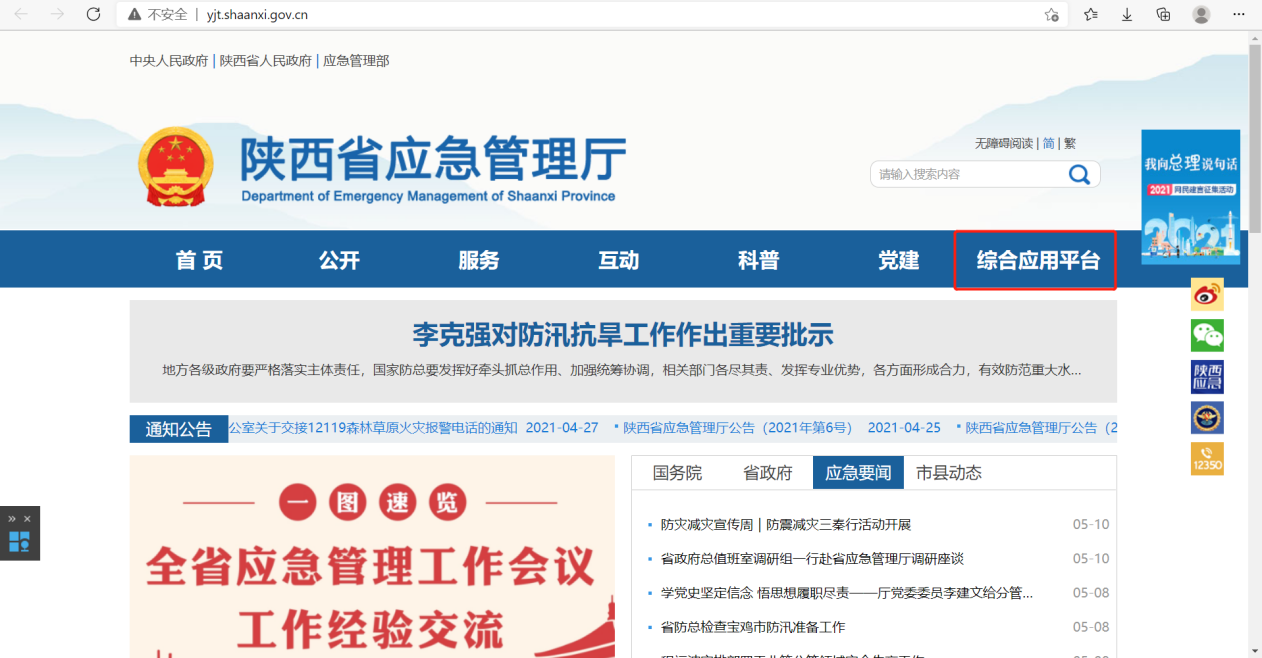 不安全 | yjt.shaanxi.gov.cn
中央人民政府 | 陕西省人民政府 | 应急管理部
陕西省应急管理厅
Department of Emergency Management of Shaanxi Province
无障碍阅读 | 简 | 繁
请输入搜索内容
我向总理说句话
2021 网民建言征集活动
2021
首 页 公开 服务 互动 科普 党建 综合应用平台
李克强对防汛抗旱工作作出重要批示
地方各级政府要严格落实主体责任，国家防总要发挥好牵头抓总作用、加强统筹协调，相关部门各尽其责、发挥专业优势，各方面形成合力，有效防范重大水...
陕西应急
通知公告 公室关于交接12119森林草原火灾报警电话的通知 2021-04-27 陕西省应急管理厅公告（2021年第6号） 2021-04-25 陕西省应急管理厅公告（2
12350
一图速览
全省应急管理工作会议
工作经验交流
国务院 省政府 应急要闻 市县动态
防灾减灾宣传周 | 防震减灾三秦行活动开展 05-10
省政府总值班室调研组一行赴省应急管理厅调研座谈 05-10
学党史坚定信念 悟思想履职尽责——厅党委委员李建文给分管... 05-08
省防总检查宝鸡市防汛准备工作 05-08